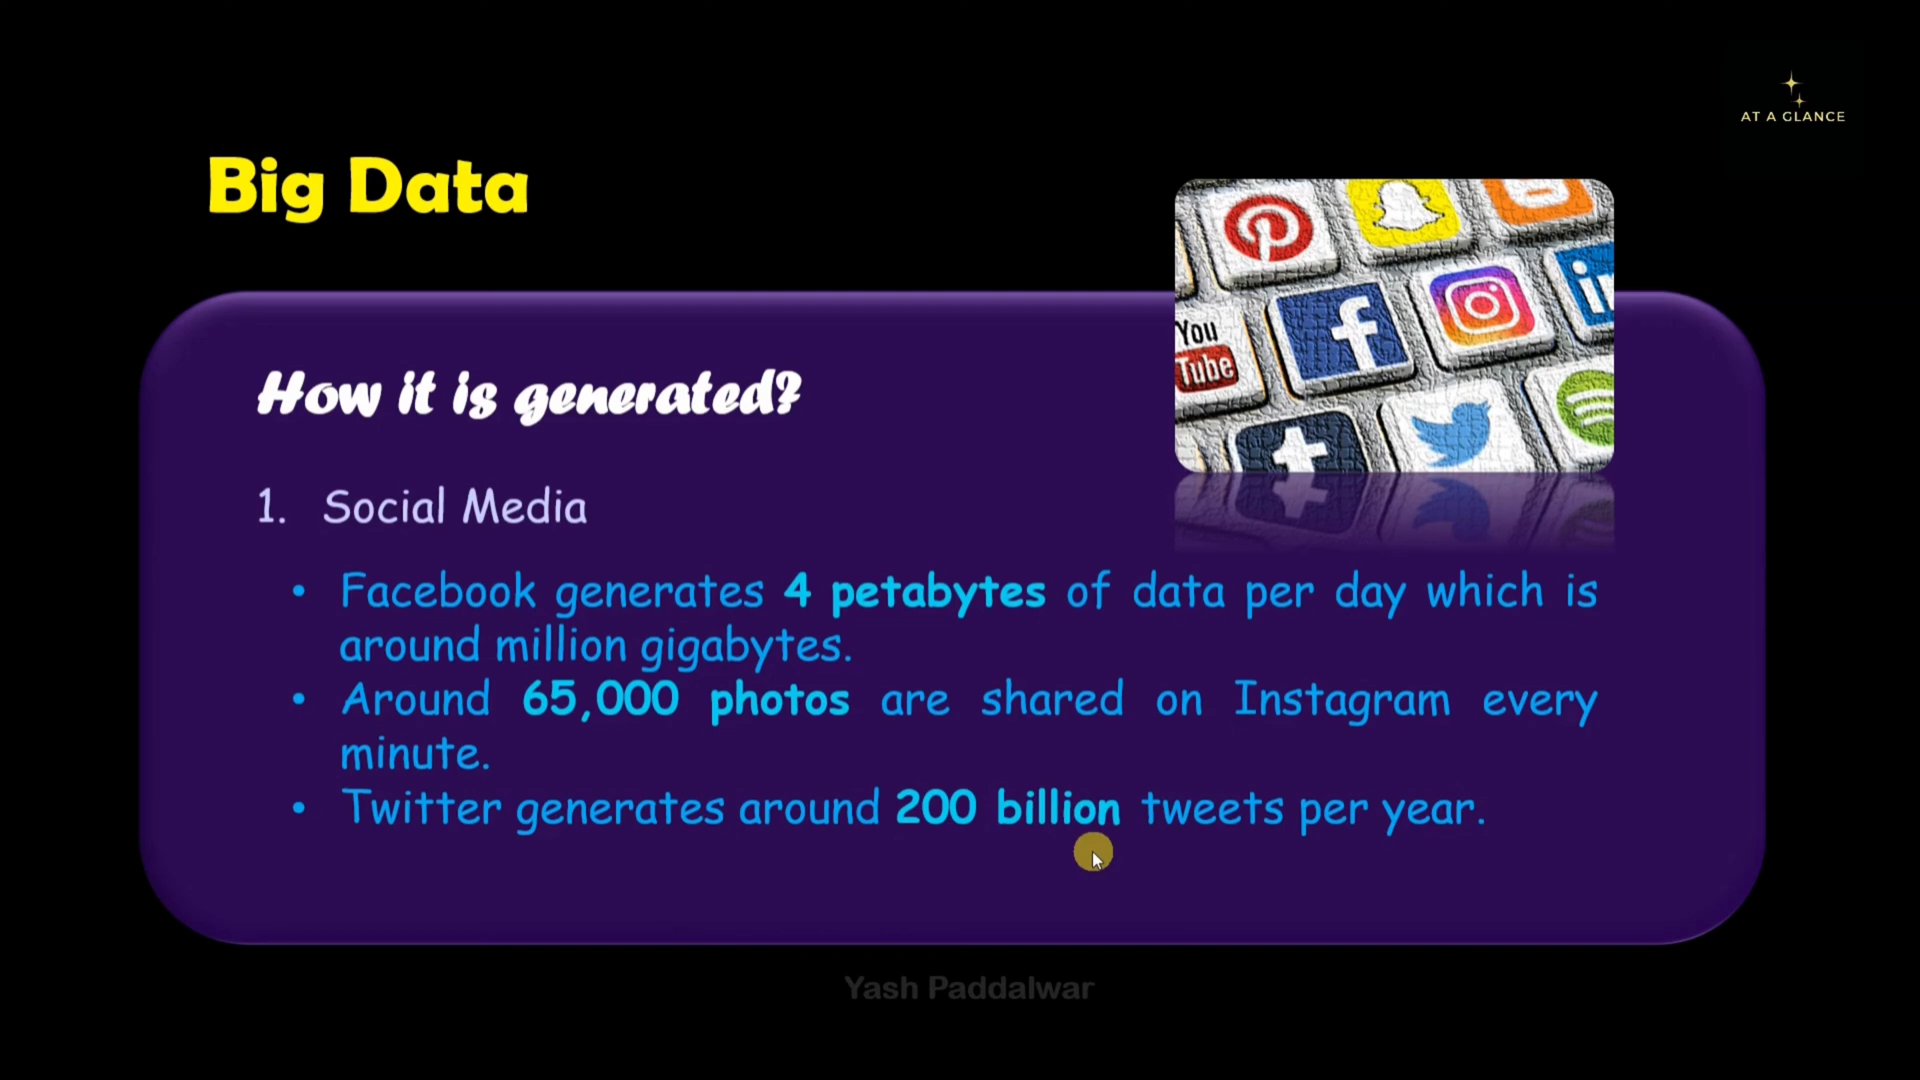 AT A GLANCE
Big Data
You
Tube
f
in
t
How it is generated?
1. Social Media
• Facebook generates 4 petabytes of data per day which is
around million gigabytes.
• Around 65,000 photos are shared on Instagram every
minute.
• Twitter generates around 200 billion tweets per year.
Yash Paddalwar